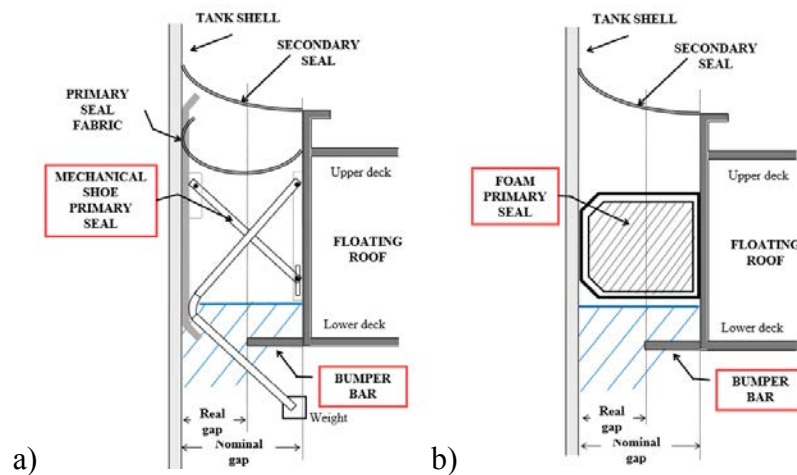 TANK SHELL
SECONDARY
SEAL
PRIMARY
SEAL
FABRIC
MECHANICAL
SHOE
PRIMARY
SEAL
Upper deck
FLOATING
ROOF
Lower deck
BUMPER
BAR
Real
gap
Weight
Nominal
gap
a)
TANK SHELL
SECONDARY
SEAL
FOAM
PRIMARY
SEAL
Upper deck
FLOATING
ROOF
Lower deck
BUMPER
BAR
Real
gap
Nominal
gap
b)